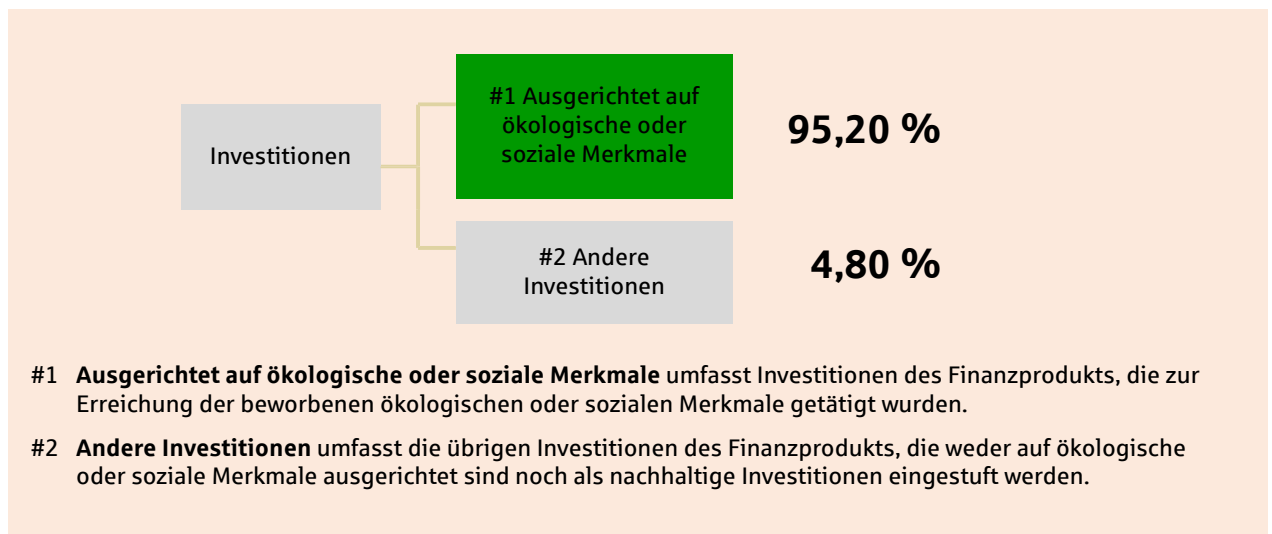 Investitionen
#1 Ausgerichtet auf
ökologische oder
soziale Merkmale
95,20 %
#2 Andere
Investitionen
4,80 %
#1 Ausgerichtet auf ökologische oder soziale Merkmale umfasst Investitionen des Finanzprodukts, die zur
Erreichung der beworbenen ökologischen oder sozialen Merkmale getätigt wurden.
#2 Andere Investitionen umfasst die übrigen Investitionen des Finanzprodukts, die weder auf ökologische
oder soziale Merkmale ausgerichtet sind noch als nachhaltige Investitionen eingestuft werden.